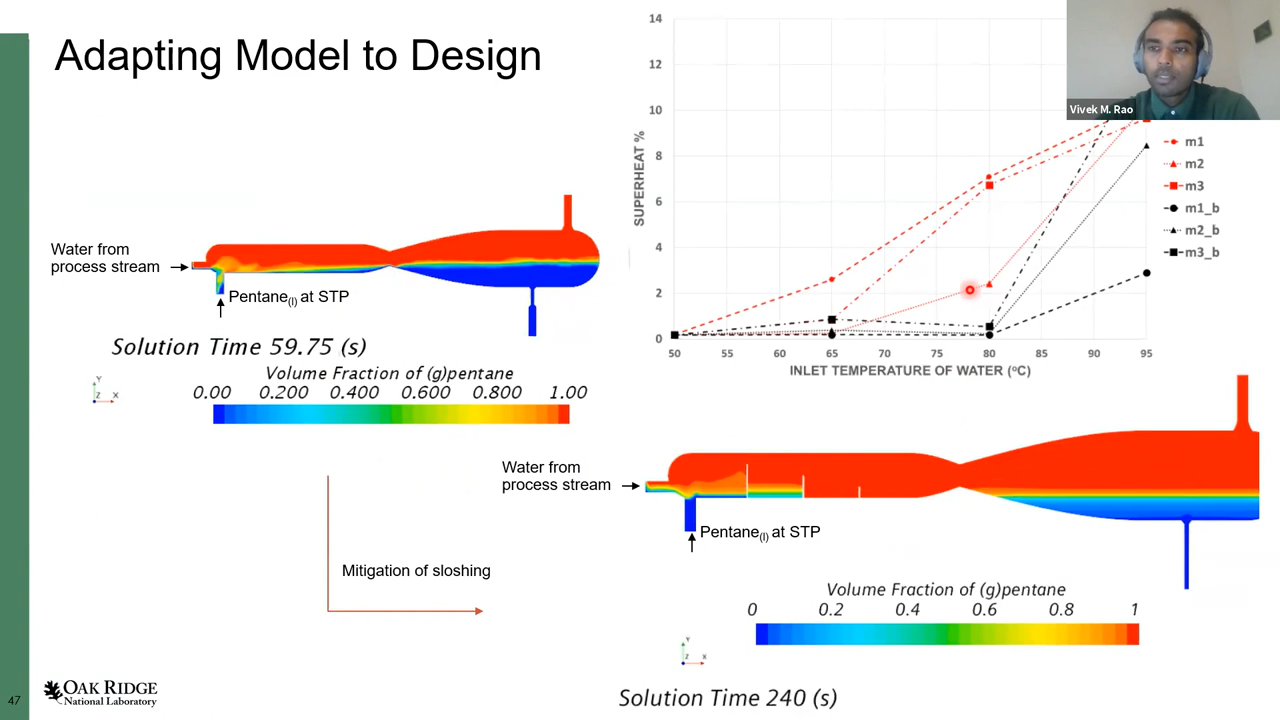 Adapting Model to Design
Water from
process stream
Pentane(l) at STP
Solution Time 59.75 (s)
Volume Fraction of (g)pentane
0.00 0.200 0.400 0.600 0.800 1.00
Y
Z X
Mitigation of sloshing
14
12
10
8
6
4
2
0
SUPERHEAT %
50 55 60 65 70 75 80 85 90 95
INLET TEMPERATURE OF WATER (ºC)
m1
m2
m3
m1_b
m2_b
m3_b
Vivek M. Rao
Water from
process stream
Pentane(l) at STP
Volume Fraction of (g)pentane
0 0.2 0.4 0.6 0.8 1
Y
Z X
Solution Time 240 (s)
47
OAK RIDGE
National Laboratory